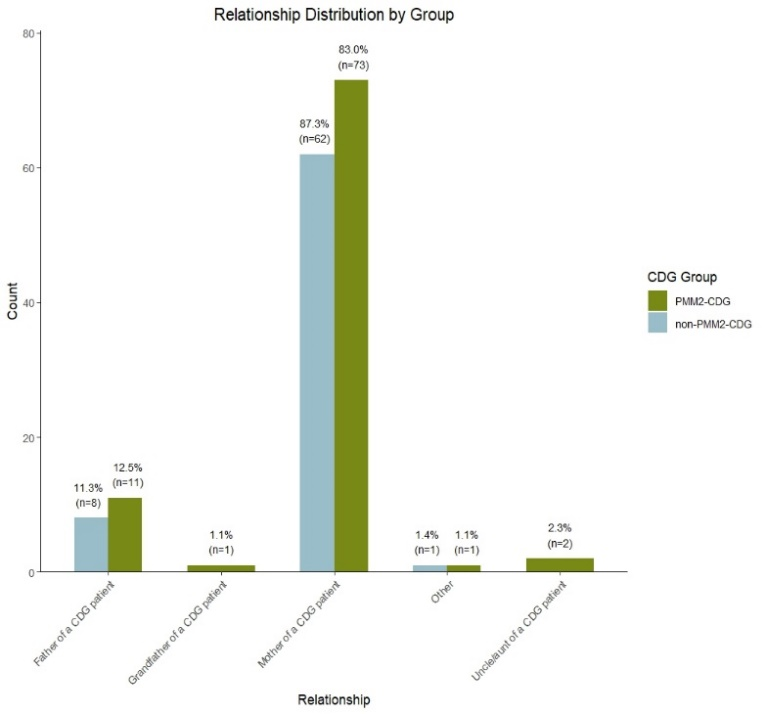 Relationship Distribution by Group
Count
80
60
40
20
0
11.3%
(n=8)
12.5%
(n=11)
1.1%
(n=1)
87.3%
(n=62)
83.0%
(n=73)
1.4%
(n=1)
1.1%
(n=1)
2.3%
(n=2)
Father of a CDG patient
Grandfather of a CDG patient
Mother of a CDG patient
Other
Uncle/aunt of a CDG patient
Relationship
CDG Group
PMM2-CDG
non-PMM2-CDG